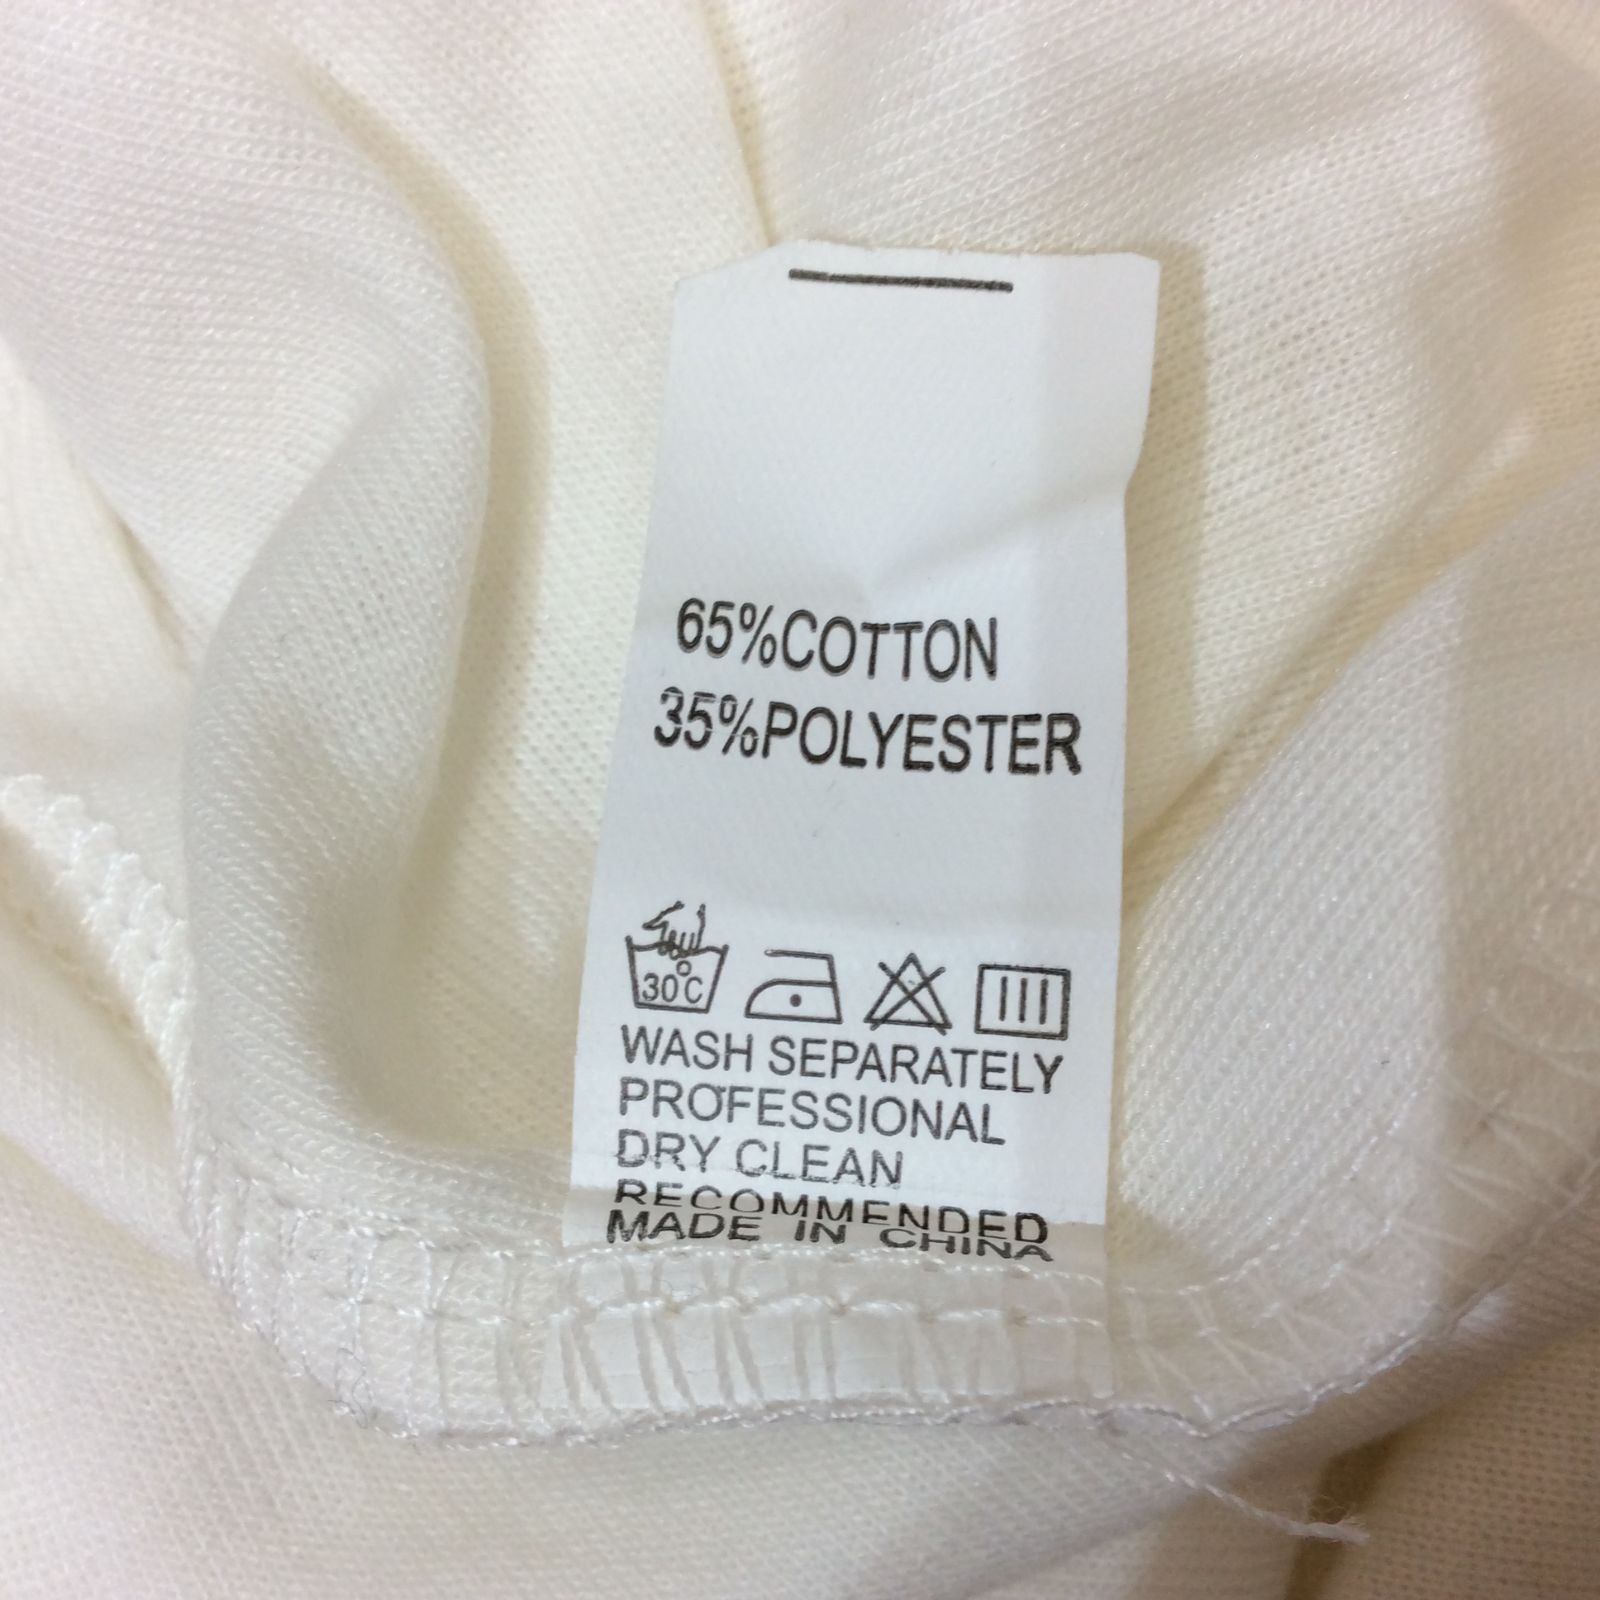 65%COTTON
35%POLYESTER
30°C
WASH SEPARATELY
PROFESSIONAL
DRY CLEAN
RECOMMENDED
MADE IN CHINA